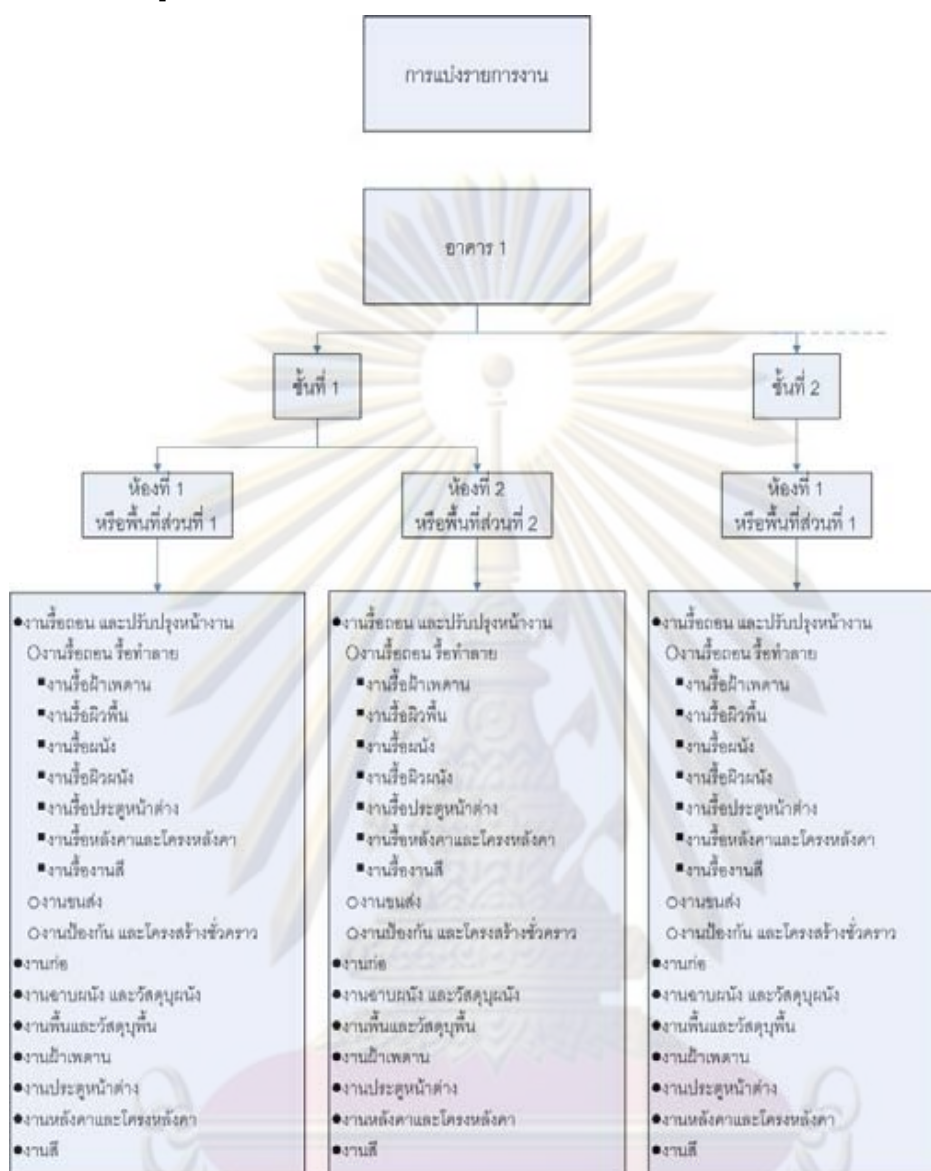 การแบ่งรายการงาน
อาคาร 1
ชั้นที่ 1
ชั้นที่ 2
ห้องที่ 1
หรือพื้นที่ส่วนที่ 1
ห้องที่ 2
หรือพื้นที่ส่วนที่ 2
ห้องที่ 1
หรือพื้นที่ส่วนที่ 1
●งานรื้อถอน และปรับปรุงหน้างาน
○งานรื้อถอน รื้อทำลาย
▪งานรื้อฝ้าเพดาน
▪งานรื้อผิวพื้น
▪งานรื้อผนัง
▪งานรื้อผิวผนัง
▪งานรื้อประตูหน้าต่าง
▪งานรื้อหลังคาและโครงหลังคา
▪งานรื้องานสี
○งานขนส่ง
○งานป้องกัน และโครงสร้างชั่วคราว
●งานก่อ
●งานฉาบผนัง และวัสดุบุผนัง
●งานพื้นและวัสดุบุพื้น
●งานฝ้าเพดาน
●งานประตูหน้าต่าง
●งานหลังคาและโครงหลังคา
●งานสี
●งานรื้อถอน และปรับปรุงหน้างาน
○งานรื้อถอน รื้อทำลาย
▪งานรื้อฝ้าเพดาน
▪งานรื้อผิวพื้น
▪งานรื้อผนัง
▪งานรื้อผิวผนัง
▪งานรื้อประตูหน้าต่าง
▪งานรื้อหลังคาและโครงหลังคา
▪งานรื้องานสี
○งานขนส่ง
○งานป้องกัน และโครงสร้างชั่วคราว
●งานก่อ
●งานฉาบผนัง และวัสดุบุผนัง
●งานพื้นและวัสดุบุพื้น
●งานฝ้าเพดาน
●งานประตูหน้าต่าง
●งานหลังคาและโครงหลังคา
●งานสี
●งานรื้อถอน และปรับปรุงหน้างาน
○งานรื้อถอน รื้อทำลาย
▪งานรื้อฝ้าเพดาน
▪งานรื้อผิวพื้น
▪งานรื้อผนัง
▪งานรื้อผิวผนัง
▪งานรื้อประตูหน้าต่าง
▪งานรื้อหลังคาและโครงหลังคา
▪งานรื้องานสี
○งานขนส่ง
○งานป้องกัน และโครงสร้างชั่วคราว
●งานก่อ
●งานฉาบผนัง และวัสดุบุผนัง
●งานพื้นและวัสดุบุพื้น
●งานฝ้าเพดาน
●งานประตูหน้าต่าง
●งานหลังคาและโครงหลังคา
●งานสี